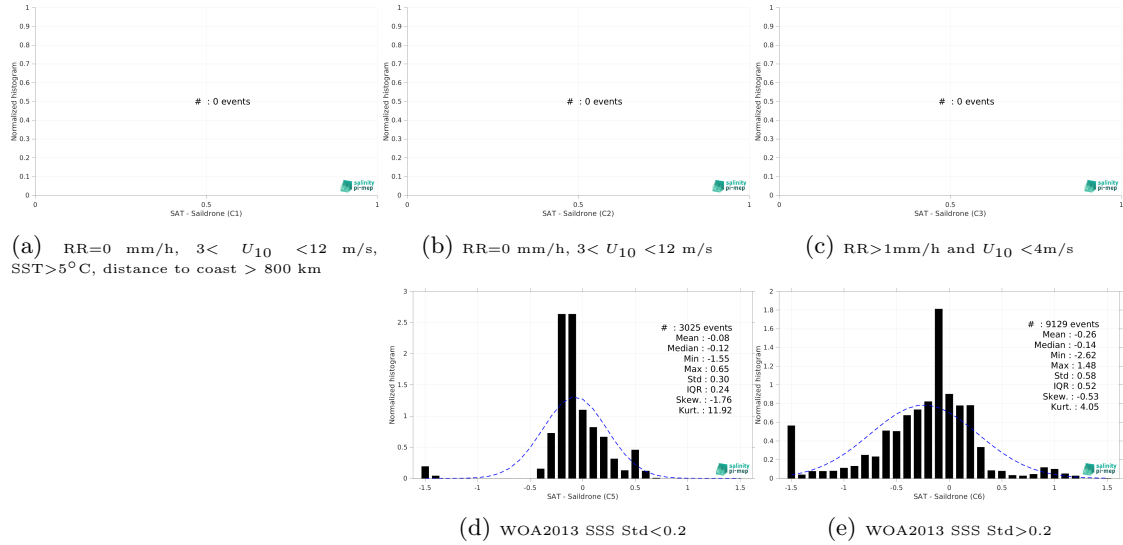 1
0.9
0.8
0.7
0.6
0.5
0.4
0.3
0.2
0.1
0
Normalized histogram
# : 0 events
salinity
pi-mep
0 0.5 1
SAT - Saildrone (C1)
1
0.9
0.8
0.7
0.6
0.5
0.4
0.3
0.2
0.1
0
Normalized histogram
# : 0 events
salinity
pi-mep
0 0.5 1
SAT - Saildrone (C2)
1
0.9
0.8
0.7
0.6
0.5
0.4
0.3
0.2
0.1
0
Normalized histogram
# : 0 events
salinity
pi-mep
0 0.5 1
SAT - Saildrone (C3)
(a) RR=0 mm/h, 3< U10 <12 m/s,
SST>5°C, distance to coast > 800 km
(b) RR=0 mm/h, 3< U10 <12 m/s
(c) RR>1mm/h and U10 <4m/s
3
2.5
2
1.5
1
0.5
0
Normalized histogram
# : 3025 events
Mean : -0.08
Median : -0.12
Min : -1.55
Max : 0.65
Std : 0.30
IQR : 0.24
Skew. : -1.76
Kurt. : 11.92
salinity
pi-mep
-1.5 -1 -0.5 0 0.5 1 1.5
SAT - Saildrone (C5)
2
1.8
1.6
1.4
1.2
1
0.8
0.6
0.4
0.2
0
Normalized histogram
# : 9129 events
Mean : -0.26
Median : -0.14
Min : -2.62
Max : 1.48
Std : 0.58
IQR : 0.52
Skew. : -0.53
Kurt. : 4.05
salinity
pi-mep
-1.5 -1 -0.5 0 0.5 1 1.5
SAT - Saildrone (C6)
(d) WOA2013 SSS Std<0.2
(e) WOA2013 SSS Std>0.2